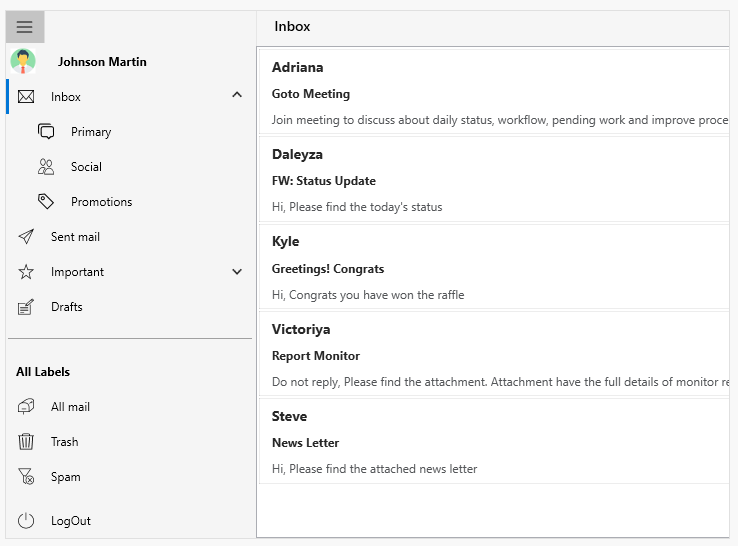 Johnson Martin
Inbox
Primary
Social
Promotions
Sent mail
Important
Drafts
All Labels
All mail
Trash
Spam
LogOut
Inbox
Adriana
Goto Meeting
Join meeting to discuss about daily status, workflow, pending work and improve proce
Daleyza
FW: Status Update
Hi, Please find the today's status
Kyle
Greetings! Congrats
Hi, Congrats you have won the raffle
Victoriya
Report Monitor
Do not reply, Please find the attachment. Attachment have the full details of monitor re
Steve
News Letter
Hi, Please find the attached news letter